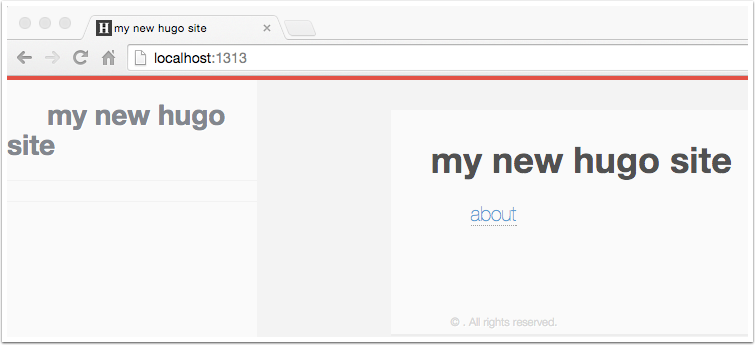 H my new hugo site
localhost:1313
my new hugo
site
my new hugo site
about
© . All rights reserved.